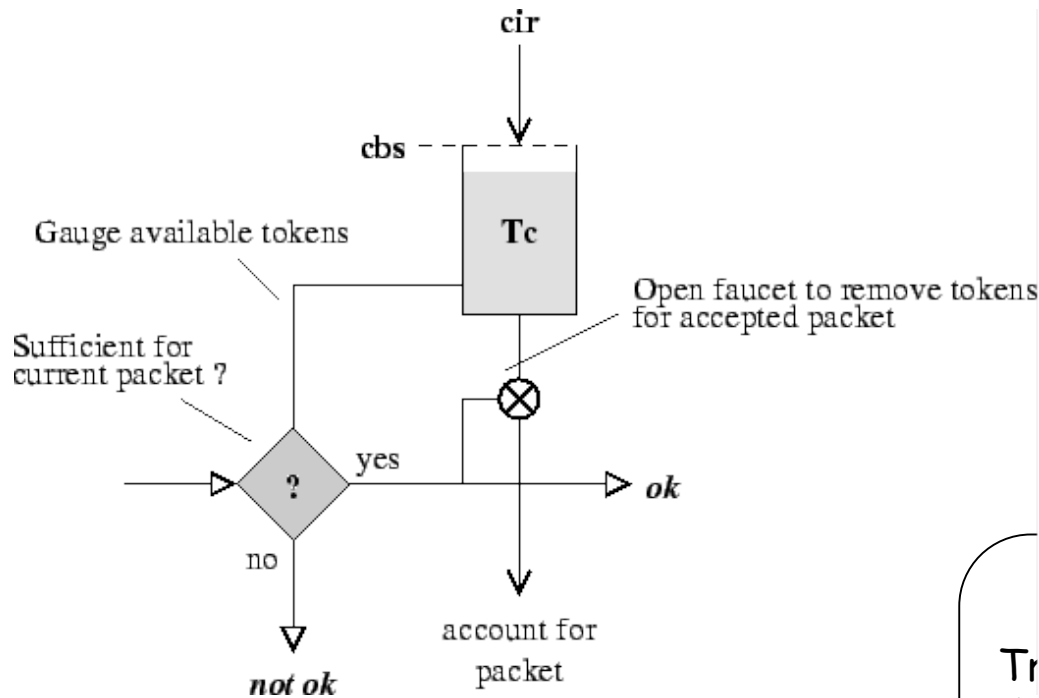 cir
cbs
Tc
Gauge available tokens
Open faucet to remove tokens
for accepted packet
Sufficient for
current packet ?
yes
?
ok
no
account for
packet
not ok